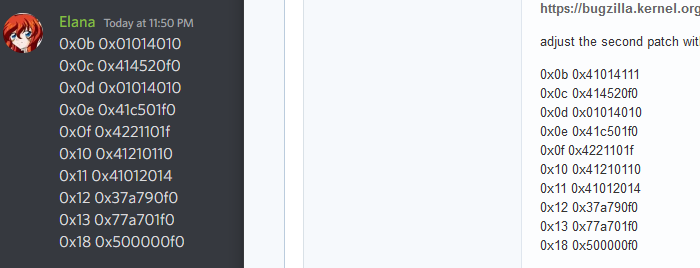 Elana Today at 11:50 PM
0x0b 0x01014010
0x0c 0x414520f0
0x0d 0x01014010
0x0e 0x41c501f0
0x0f 0x4221101f
0x10 0x41210110
0x11 0x41012014
0x12 0x37a790f0
0x13 0x77a701f0
0x18 0x500000f0
https://bugzilla.kernel.org
adjust the second patch wit
0x0b 0x41014111
0x0c 0x414520f0
0x0d 0x01014010
0x0e 0x41c501f0
0x0f 0x4221101f
0x10 0x41210110
0x11 0x41012014
0x12 0x37a790f0
0x13 0x77a701f0
0x18 0x500000f0